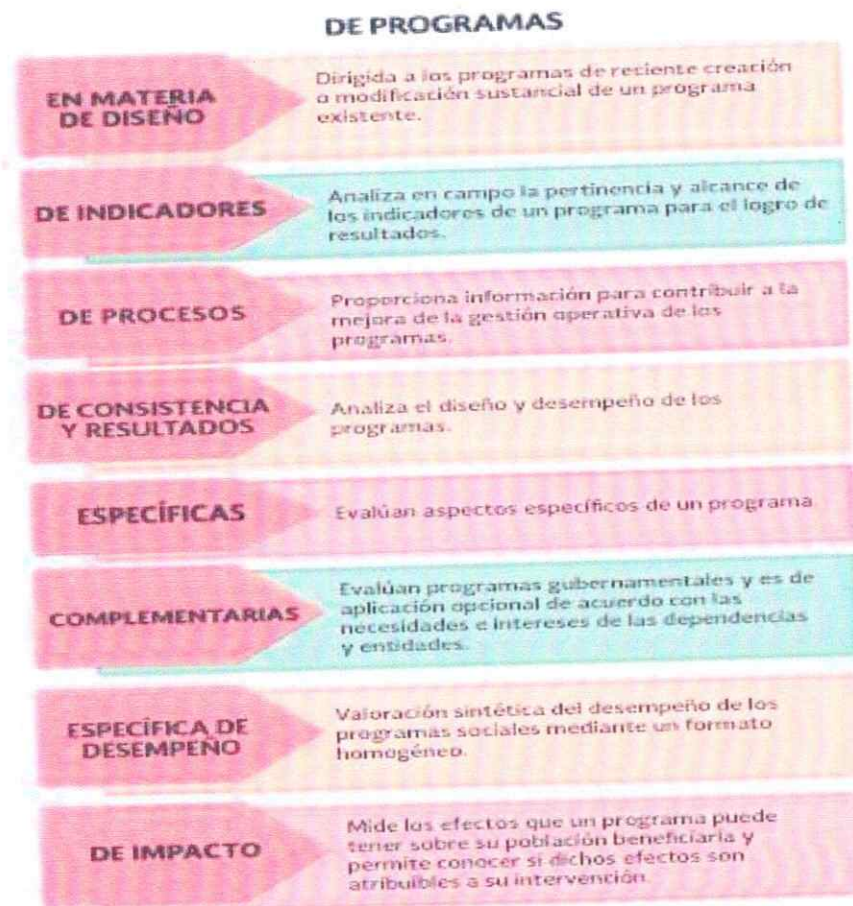 DE PROGRAMAS
EN MATERIA
DE DISEÑO
Dirigida a los programas de reciente creación
o modificación sustancial de un programa
existente.
DE INDICADORES
Analiza en campo la pertinencia y alcance de
los indicadores de un programa para el logro de
resultados.
DE PROCESOS
Proporciona información para contribuir a la
mejora de la gestión operativa de los
programas.
DE CONSISTENCIA
Y RESULTADOS
Analiza el diseño y desempeño de los
programas.
ESPECÍFICAS
Evalúan aspectos específicos de un programa
COMPLEMENTARIAS
Evalúan programas gubernamentales y es de
aplicación opcional de acuerdo con las
necesidades e intereses de las dependencias
y entidades.
ESPECÍFICA DE
DESEMPEÑO
Valoración sintética del desempeño de los
programas sociales mediante un formato
homogéneo.
DE IMPACTO
Mide los efectos que un programa puede
tener sobre su población beneficiaria y
permite conocer si dichos efectos son
atribuibles a su intervención.